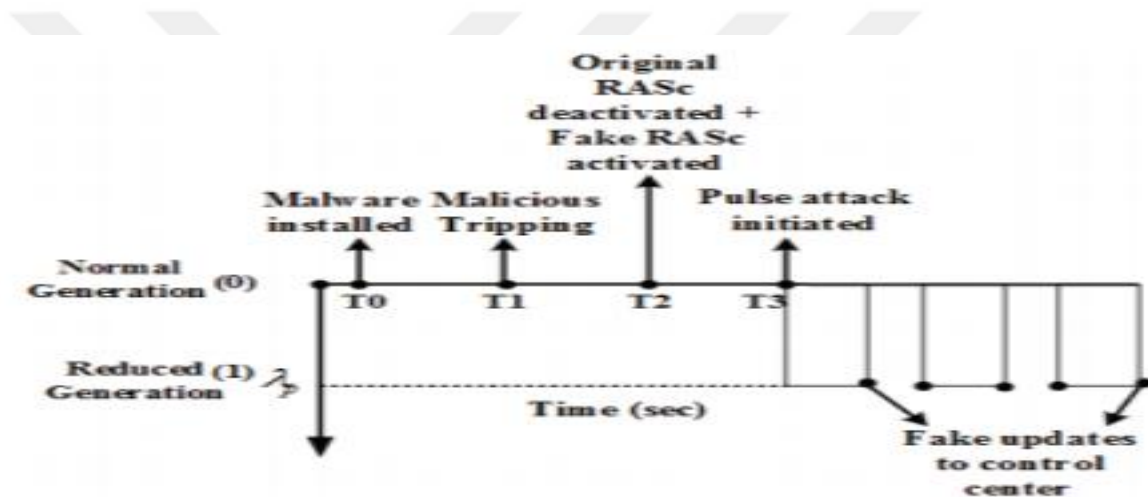 Original
RASc
deactivated +
Fake RASc
activated
Malware
installed
Malicious
Tripping
Pulse attack
initiated
Normal
Generation (0)
T0 T1 T2 T3
Reduced (1) λp
Generation
Time (sec)
Fake updates
to control
center